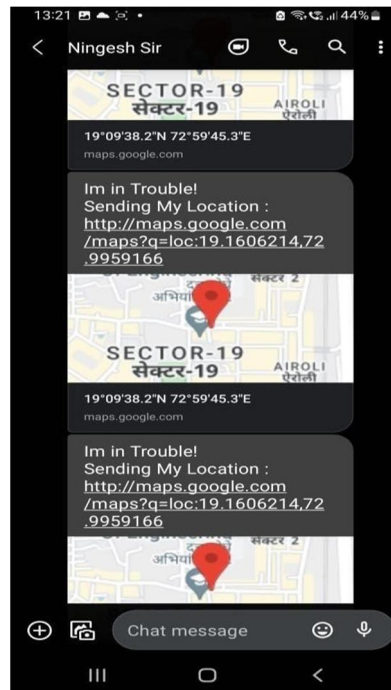 13:21 44%
Ningesh Sir
SECTOR-19
सेक्टर-19
AIROLI
ऐरोली
19°09'38.2"N 72°59'45.3"E
maps.google.com
Im in Trouble!
Sending My Location :
http://maps.google.com
/maps?q=loc:19.1606214,72
.9959166
सेक्टर 2
अभियां
SECTOR-19
सेक्टर-19
AIROLI
ऐरोली
19°09'38.2"N 72°59'45.3"E
maps.google.com
Im in Trouble!
Sending My Location :
http://maps.google.com
/maps?q=loc:19.1606214,72
.9959166
सेक्टर 2
अभियां
Chat message